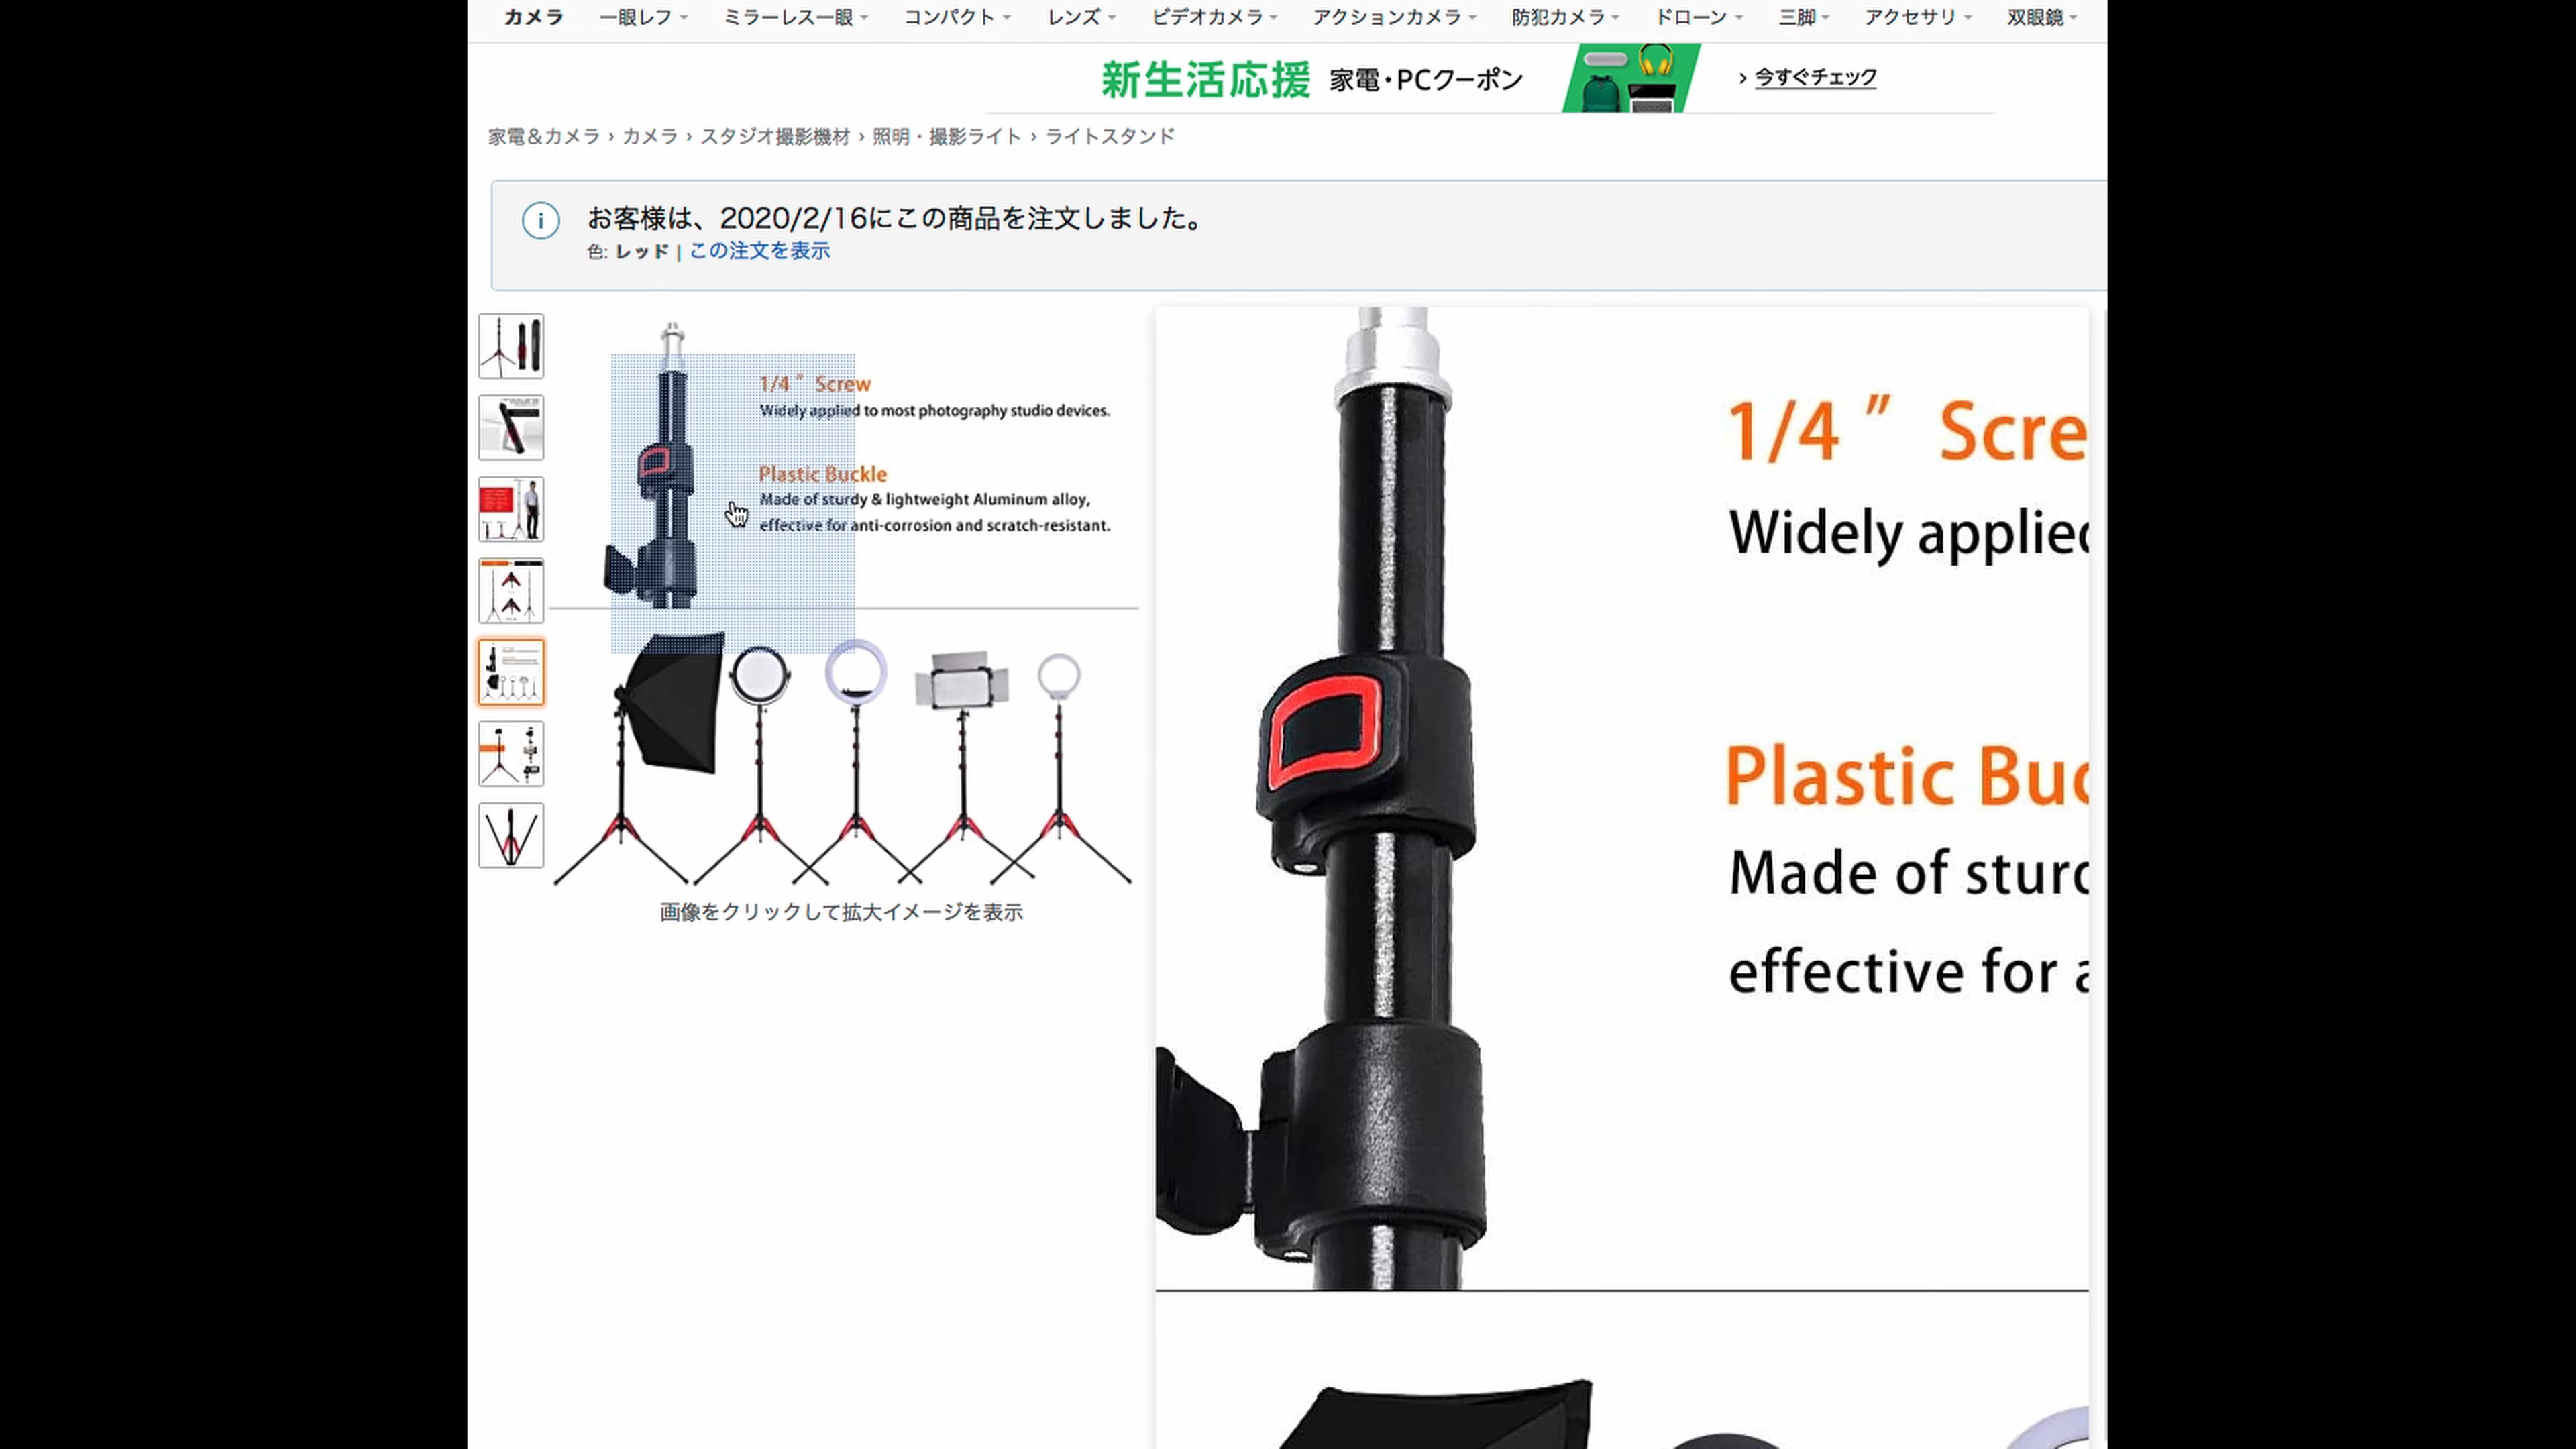 カメラ 一眼レフ ミラーレス一眼 コンパクト レンズ ビデオカメラ アクションカメラ 防犯カメラ ドローン 三脚 アクセサリ 双眼鏡
新生活応援 家電・PCクーポン › 今すぐチェック
家電＆カメラ › カメラ › スタジオ撮影機材 › 照明・撮影ライト › ライトスタンド
お客様は、2020/2/16にこの商品を注文しました。
色: レッド | この注文を表示
1/4 ” Screw
Widely applied to most photography studio devices.
Plastic Buckle
Made of sturdy & lightweight Aluminum alloy,
effective for anti-corrosion and scratch-resistant.
画像をクリックして拡大イメージを表示
1/4 ” Scre
Widely applied
Plastic Buc
Made of sturd
effective for a